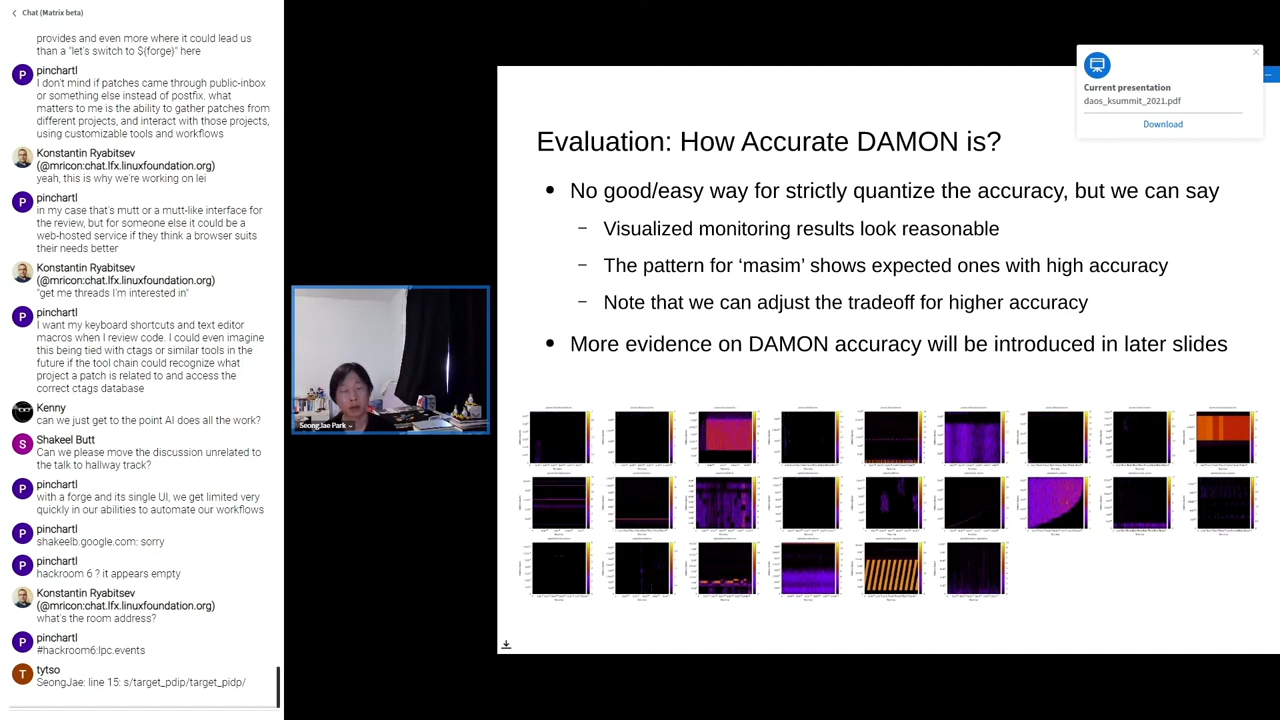 Chat (Matrix beta)
provides and even more where it could lead us
than a "let's switch to ${forge}" here
P
pinchartl
I don't mind if patches came through public-inbox
or something else instead of postfix. what
matters to me is the ability to gather patches from
different projects, and interact with those projects,
using customizable tools and workflows
Konstantin Ryabitsev
(@mricon:chat.lfx.linuxfoundation.org)
yeah, this is why we're working on lei
P
pinchartl
in my case that's mutt or a mutt-like interface for
the review, but for someone else it could be a
web-hosted service if they think a browser suits
their needs better
Konstantin Ryabitsev
(@mricon:chat.lfx.linuxfoundation.org)
"get me threads I'm interested in"
P
pinchartl
I want my keyboard shortcuts and text editor
macros when I review code. I could even imagine
this being tied with ctags or similar tools in the
future if the tool chain could recognize what
project a patch is related to and access the
correct ctags database
Kenny
can we just get to the point AI does all the work?
S
Shakeel Butt
Can we please move the discussion unrelated to
the talk to hallway track?
P
pinchartl
with a forge and its single UI, we get limited very
quickly in our abilities to automate our workflows
P
pinchartl
shakeelb.google.com: sorry
P
pinchartl
hackroom 6 ? it appears empty
Konstantin Ryabitsev
(@mricon:chat.lfx.linuxfoundation.org)
what's the room address?
P
pinchartl
#hackroom6:lpc.events
T
tytso
SeongJae: line 15: s/target_pdip/target_pidp/
SeongJae Park
Current presentation
daos_ksummit_2021.pdf
Download
Evaluation: How Accurate DAMON is?
• No good/easy way for strictly quantize the accuracy, but we can say
– Visualized monitoring results look reasonable
– The pattern for ‘masim’ shows expected ones with high accuracy
– Note that we can adjust the tradeoff for higher accuracy
• More evidence on DAMON accuracy will be introduced in later slides